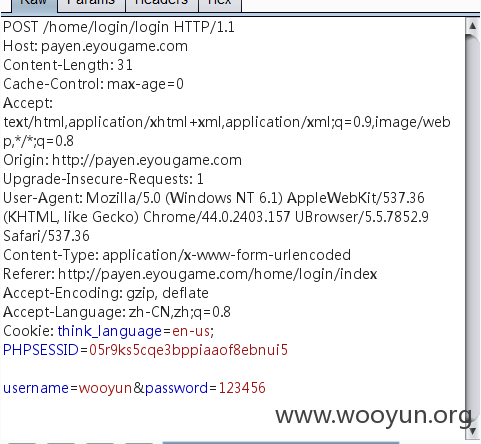 Raw Params Headers Hex
POST /home/login/login HTTP/1.1
Host: payen.eyougame.com
Content-Length: 31
Cache-Control: max-age=0
Accept:
text/html,application/xhtml+xml,application/xml;q=0.9,image/web
p,*/*;q=0.8
Origin: http://payen.eyougame.com
Upgrade-Insecure-Requests: 1
User-Agent: Mozilla/5.0 (Windows NT 6.1) AppleWebKit/537.36
(KHTML, like Gecko) Chrome/44.0.2403.157 UBrowser/5.5.7852.9
Safari/537.36
Content-Type: application/x-www-form-urlencoded
Referer: http://payen.eyougame.com/home/login/index
Accept-Encoding: gzip, deflate
Accept-Language: zh-CN,zh;q=0.8
Cookie: think_language=en-us;
PHPSESSID=05r9ks5cqe3bppiaaof8ebnui5
username=wooyun&password=123456
www.wooyun.org